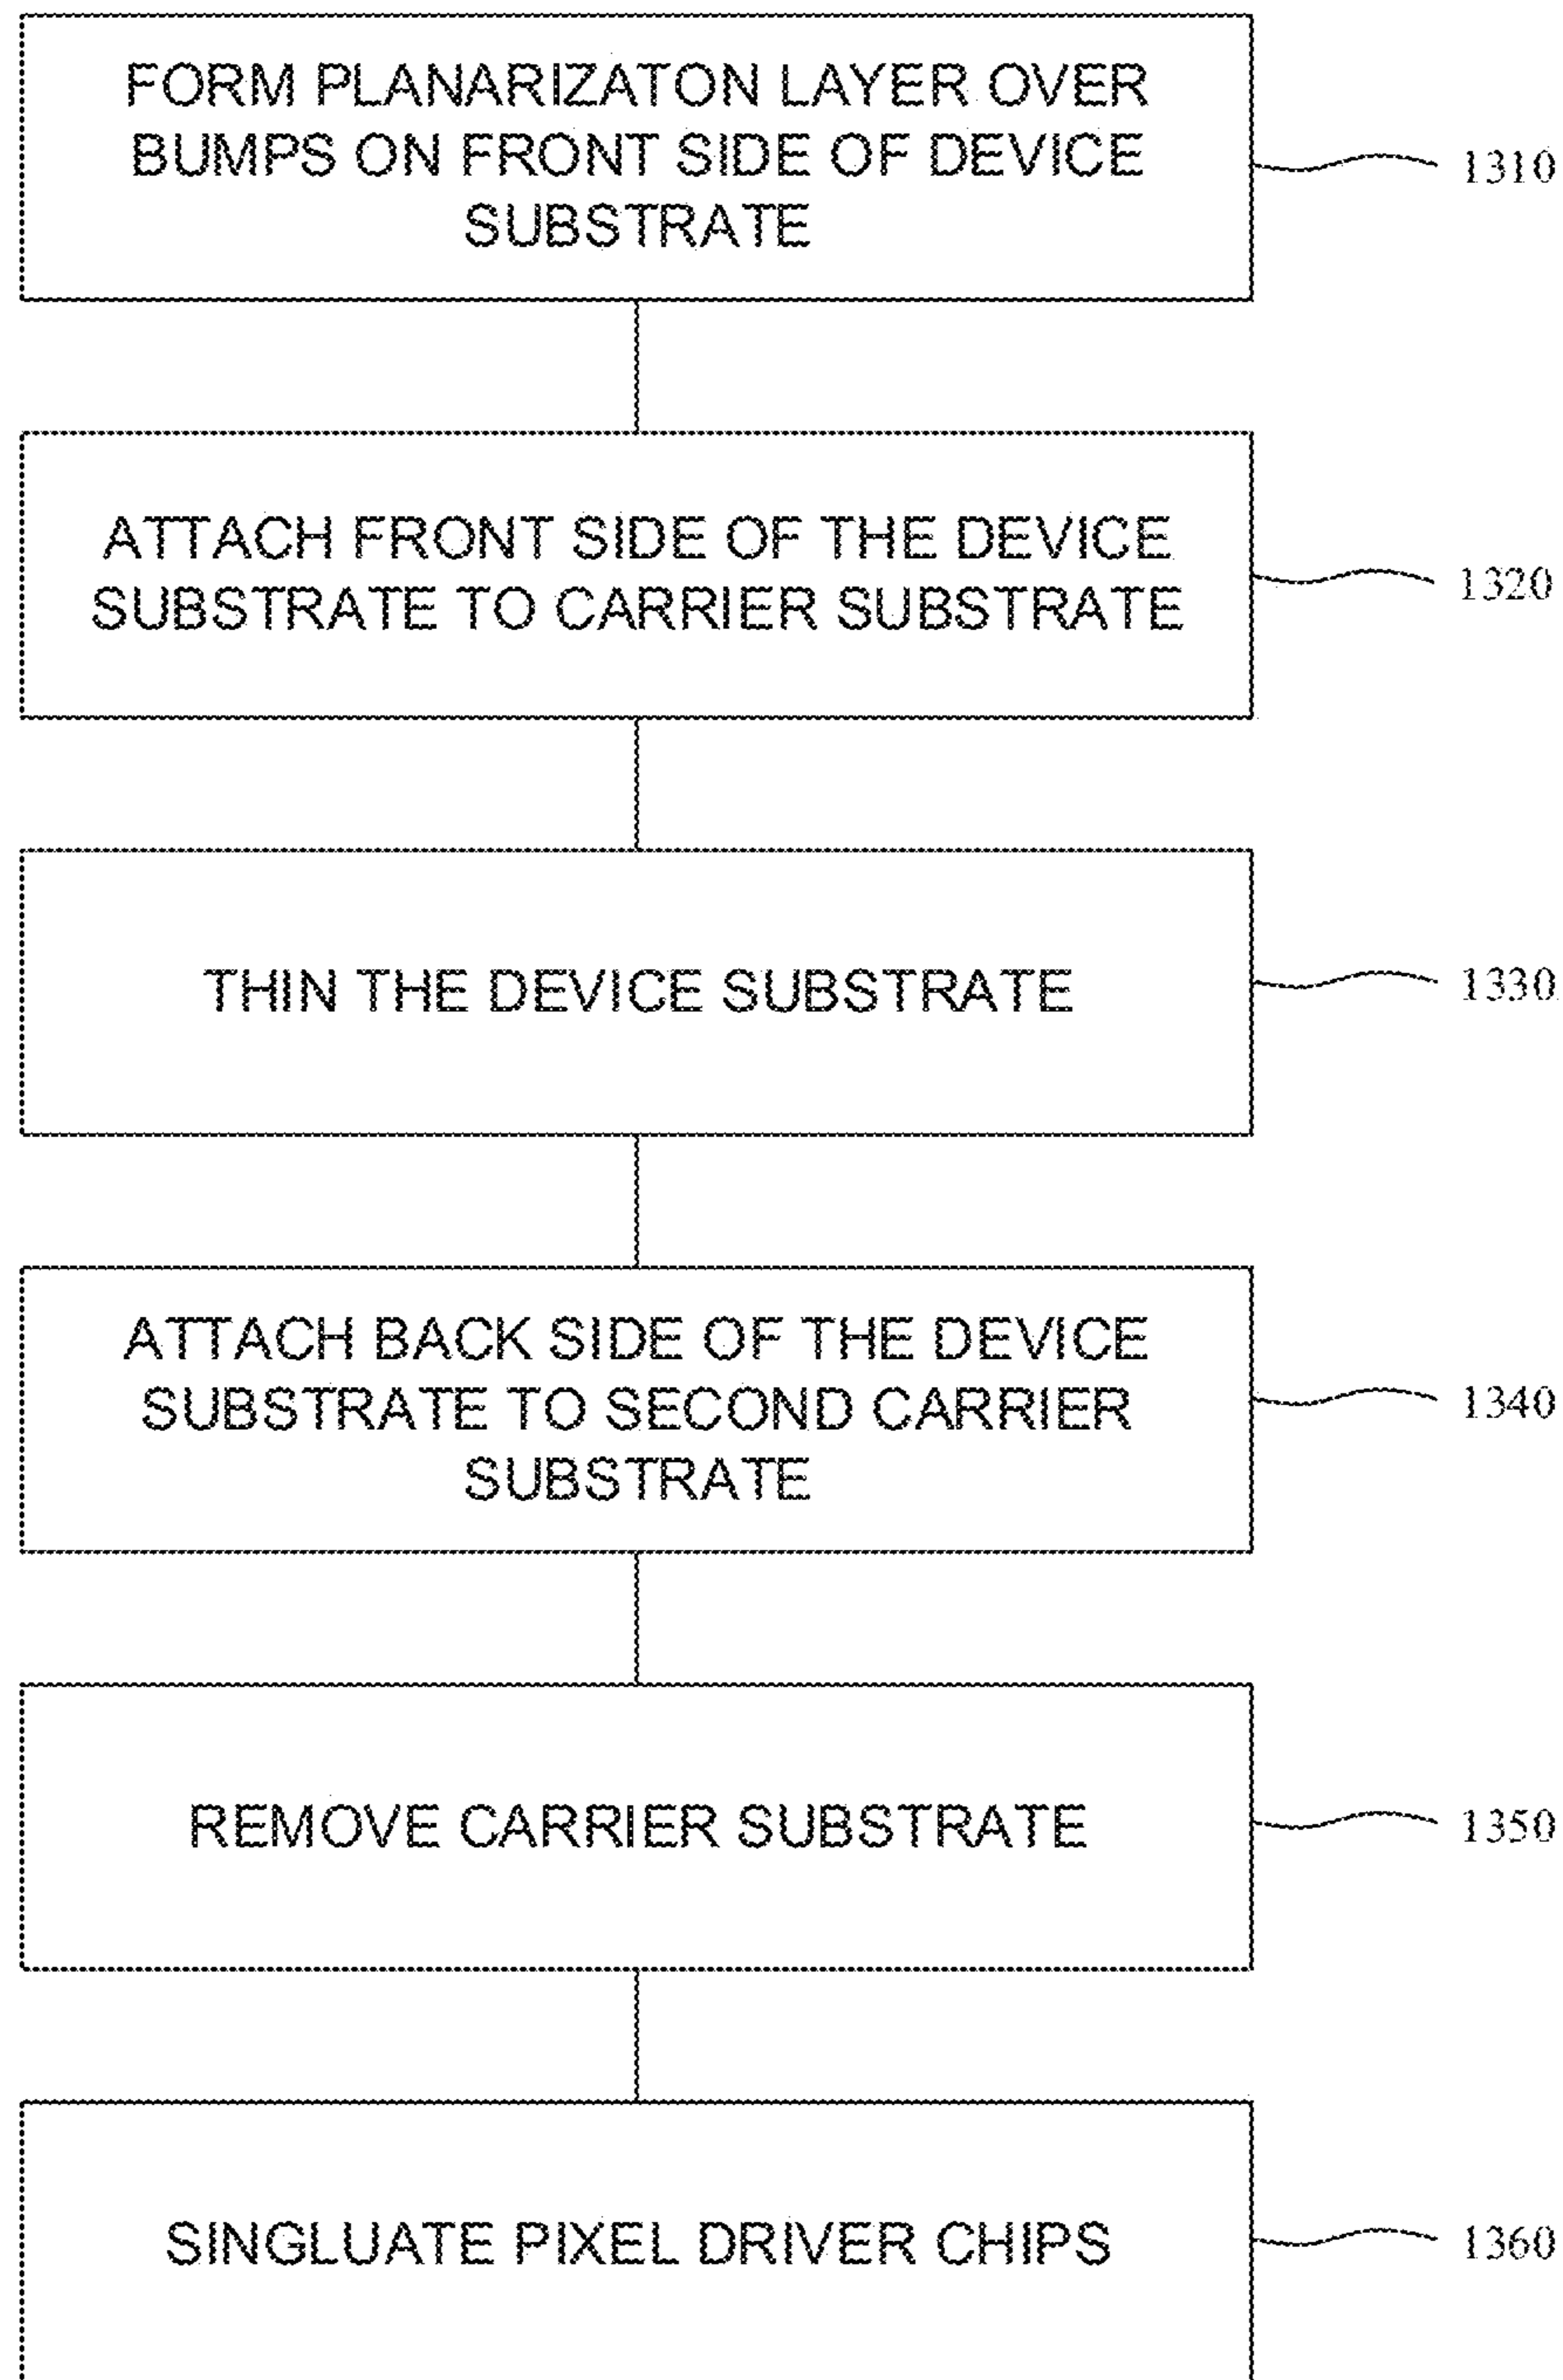 FORM PLANARIZATON LAYER OVER
BUMPS ON FRONT SIDE OF DEVICE
SUBSTRATE
1310
ATTACH FRONT SIDE OF THE DEVICE
SUBSTRATE TO CARRIER SUBSTRATE
1320
THIN THE DEVICE SUBSTRATE
1330
ATTACH BACK SIDE OF THE DEVICE
SUBSTRATE TO SECOND CARRIER
SUBSTRATE
1340
REMOVE CARRIER SUBSTRATE
1350
SINGLUATE PIXEL DRIVER CHIPS
1360